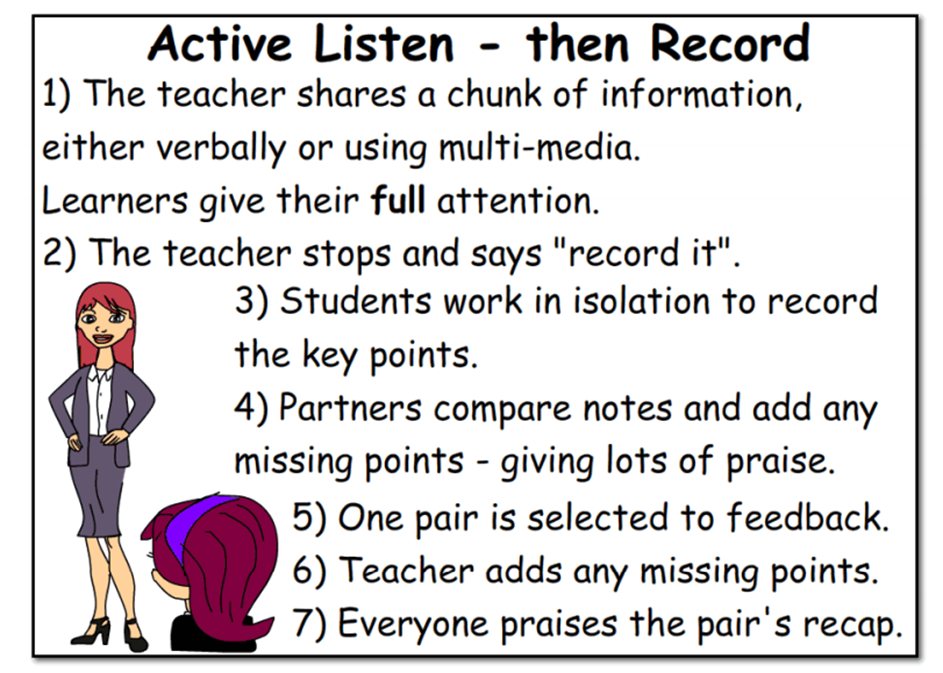 Active Listen - then Record
1) The teacher shares a chunk of information,
either verbally or using multi-media.
Learners give their full attention.
2) The teacher stops and says "record it".
3) Students work in isolation to record
the key points.
4) Partners compare notes and add any
missing points - giving lots of praise.
5) One pair is selected to feedback.
6) Teacher adds any missing points.
7) Everyone praises the pair's recap.